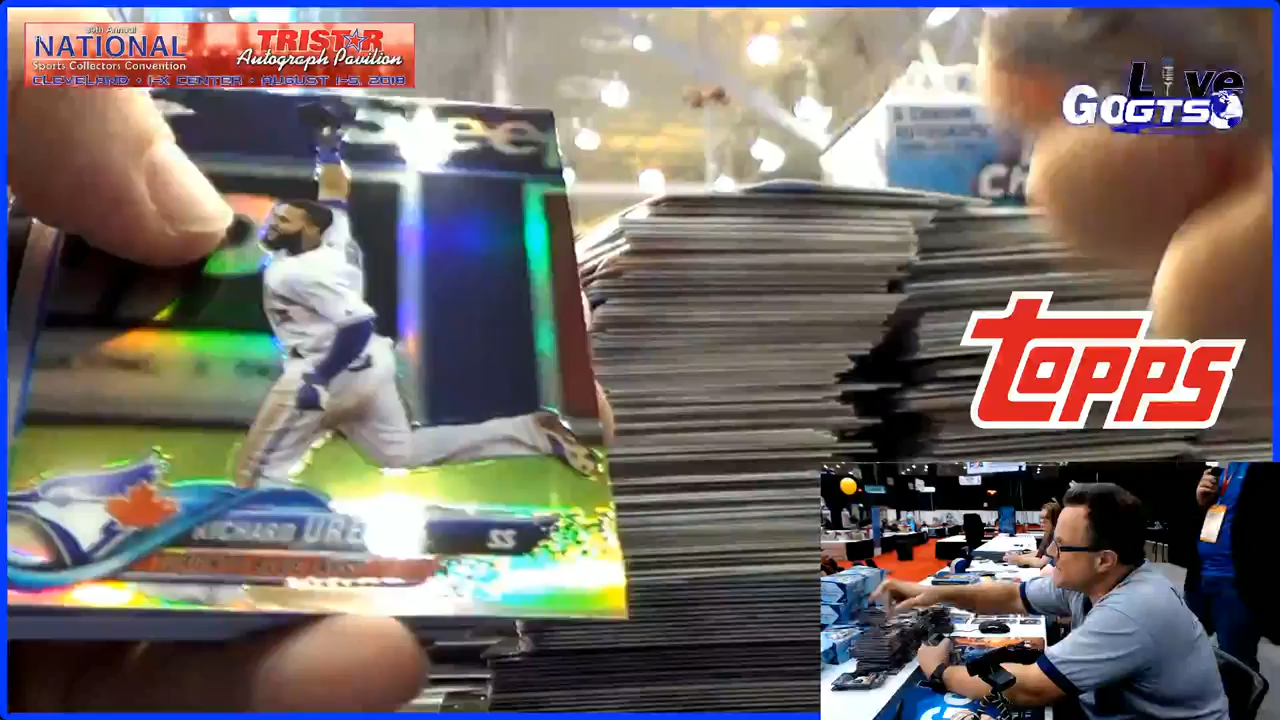 39th Annual
NATIONAL
Sports Collectors Convention
TRISTAR
Autograph Pavilion
CLEVELAND • I-X CENTER • AUGUST 1-5, 2018
Live
GOGTS
CH
TOPPS
RICHARD URE
SS